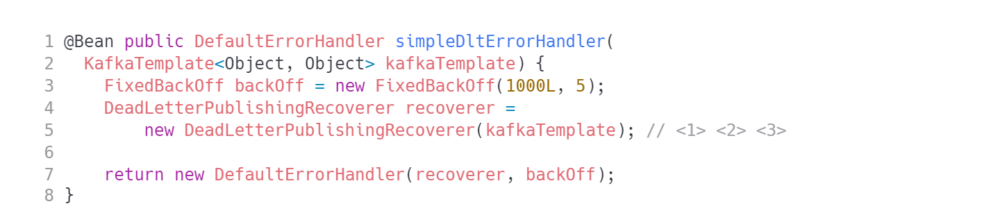 1 @Bean public DefaultErrorHandler simpleDltErrorHandler(
2   KafkaTemplate<Object, Object> kafkaTemplate) {
3     FixedBackOff backOff = new FixedBackOff(1000L, 5);
4     DeadLetterPublishingRecoverer recoverer =
5         new DeadLetterPublishingRecoverer(kafkaTemplate); // <1> <2> <3>
6
7     return new DefaultErrorHandler(recoverer, backOff);
8 }